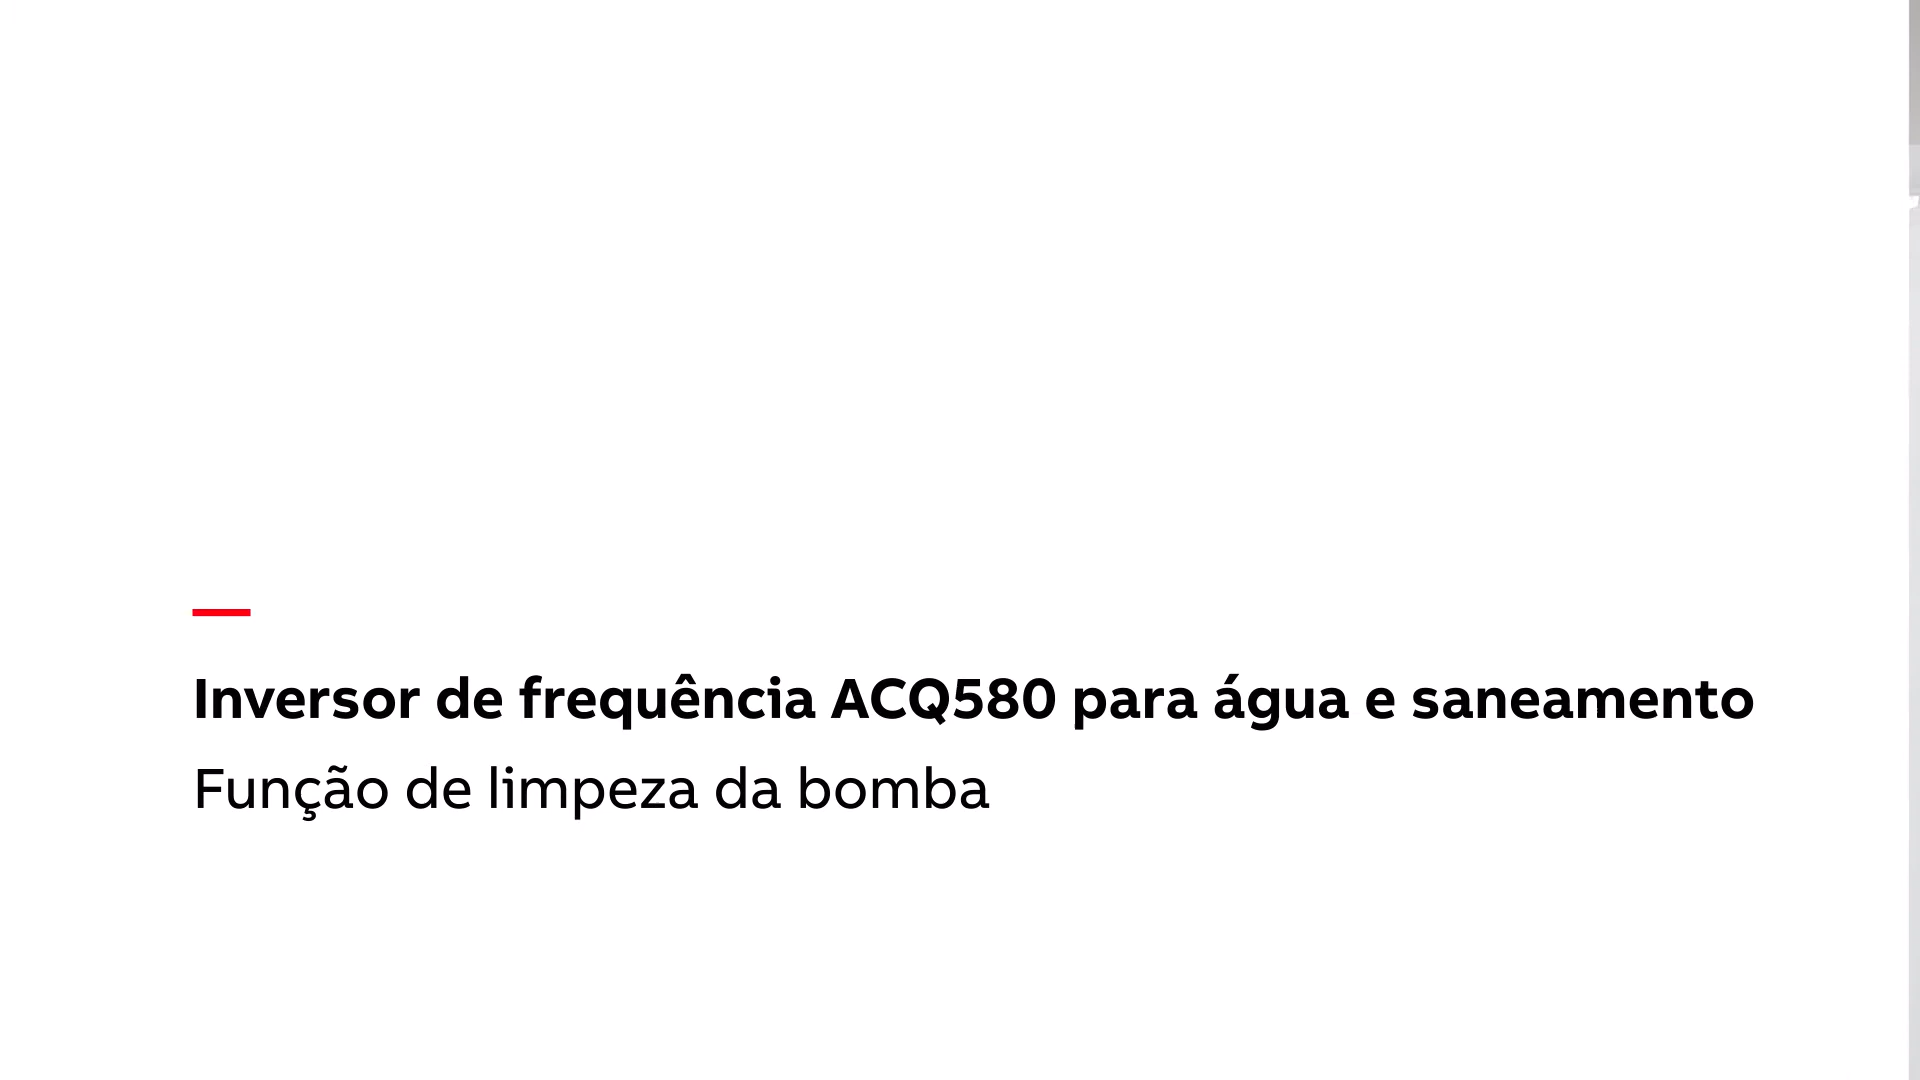 Inversor de frequência ACQ580 para água e saneamento
Função de limpeza da bomba